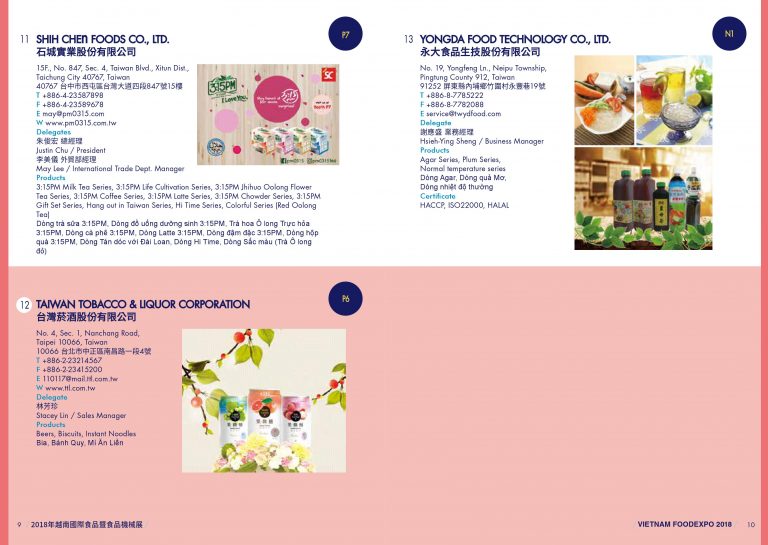 11 SHIH CHEN FOODS CO., LTD.
石城實業股份有限公司
P7
15F., No. 847, Sec. 4, Taiwan Blvd., Xitun Dist.,
Taichung City 40767, Taiwan
40767 台中市西屯區台灣大道四段847號15樓
T +886-4-23587898
F +886-4-23589678
E may@pm0315.com
W www.pm0315.com.tw
Delegates
朱俊宏 總經理
Justin Chu / President
李美儀 外貿部經理
May Lee / International Trade Dept. Manager
Products
3:15PM Milk Tea Series, 3:15PM Life Cultivation Series, 3:15PM Jhihuo Oolong Flower
Tea Series, 3:15PM Coffee Series, 3:15PM Latte Series, 3:15PM Chowder Series, 3:15PM
Gift Set Series, Hang out in Taiwan Series, Hi Time Series, Colorful Series (Red Oolong
Tea)
Dòng trà sữa 3:15PM, Dòng đồ uống dưỡng sinh 3:15PM, Trà hoa Ô long Trực hỏa
3:15PM, Dòng cà phê 3:15PM, Dòng Latte 3:15PM, Dòng đậm đặc 3:15PM, Dòng hộp
quà 3:15PM, Dòng Tán dóc với Đài Loan, Dòng Hi Time, Dòng Sắc màu (Trà Ô long
đỏ)
3:15PM
I Love You
SC
3:15
pm0315
pm0315tea
12 TAIWAN TOBACCO & LIQUOR CORPORATION
台灣菸酒股份有限公司
P6
No. 4, Sec. 1, Nanchang Road,
Taipei 10066, Taiwan
10066 台北市中正區南昌路一段4號
T +886-2-23214567
F +886-2-23415200
E 110117@mail.ttl.com.tw
W www.ttl.com.tw
Delegate
林芳珍
Stacey Lin / Sales Manager
Products
Beers, Biscuits, Instant Noodles
Bia, Bánh Quy, Mì Ăn Liền
9 / 2018年越南國際食品暨食品機械展 /
13 YONGDA FOOD TECHNOLOGY CO., LTD.
永大食品生技股份有限公司
N1
No. 19, Yongfeng Ln., Neipu Township,
Pingtung County 912, Taiwan
91252 屏東縣內埔鄉竹圍村永豐巷19號
T +886-8-7785222
F +886-8-7782088
E service@twydfood.com
Delegate
謝應盛 業務經理
Hsieh-Ying Sheng / Business Manager
Products
Agar Series, Plum Series,
Normal temperature series
Dòng Agar, Dòng quả Mơ,
Dòng nhiệt độ thường
Certificate
HACCP, ISO22000, HALAL
VIETNAM FOODEXPO 2018 / 10